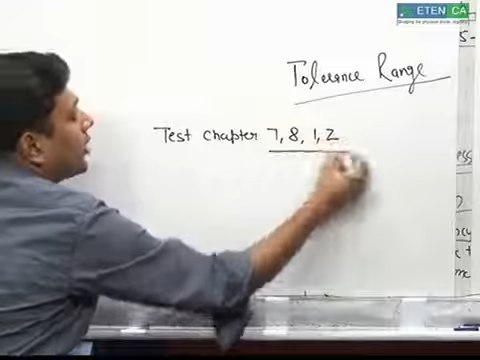 ETEN CA
Tolerance Range
Test chapter 7, 8, 1, 2